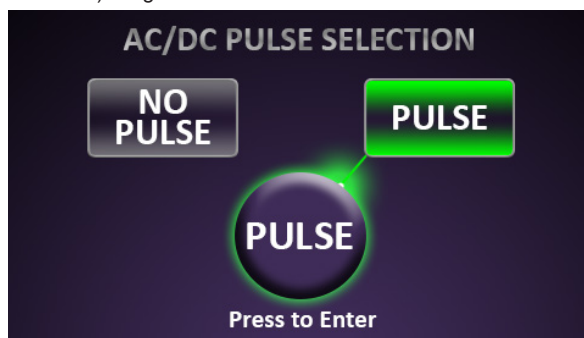 AC/DC PULSE SELECTION
NO
PULSE
PULSE
PULSE
Press to Enter